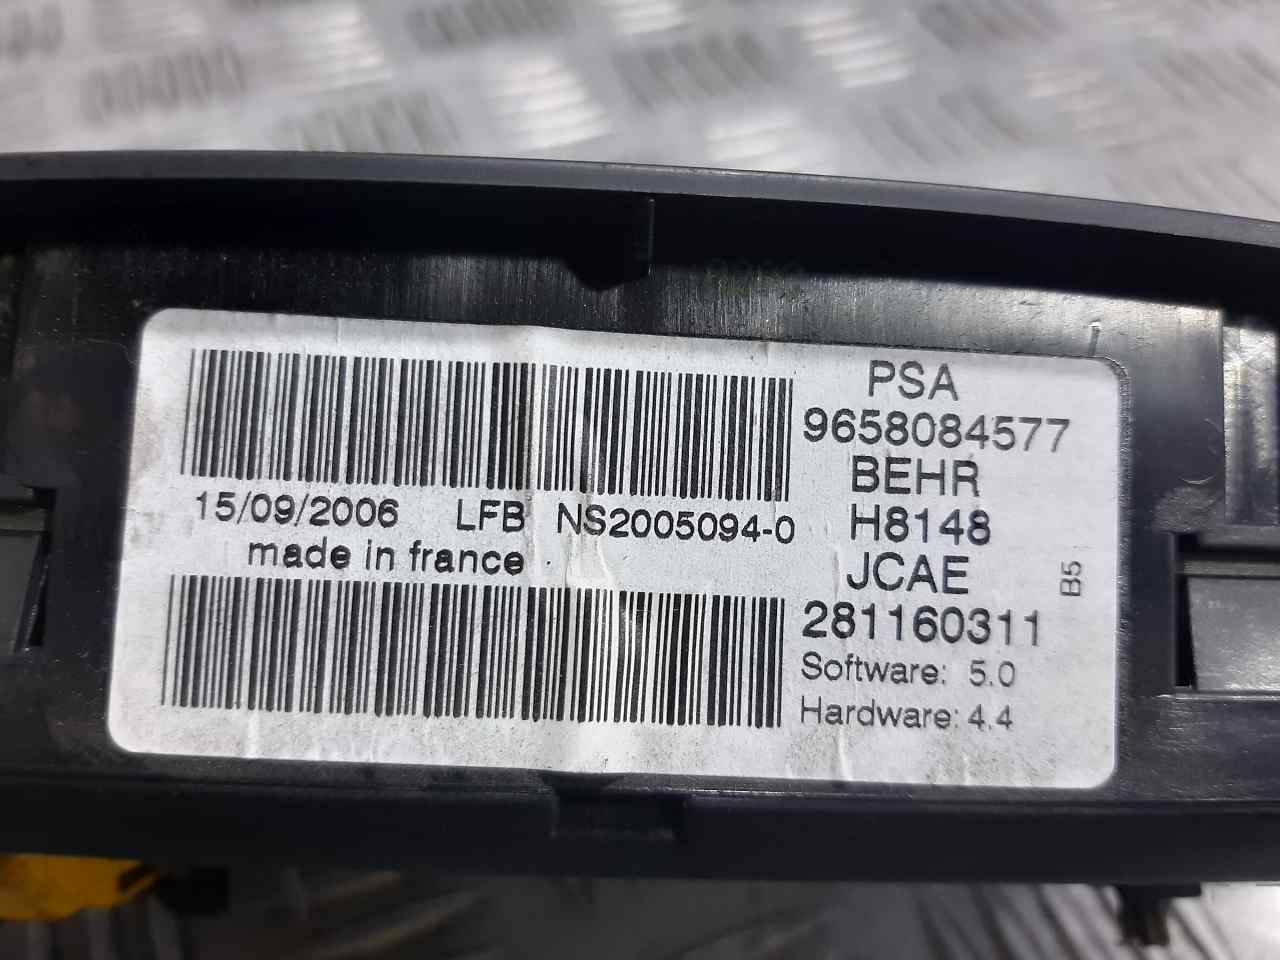 PSA
9658084577
BEHR
15/09/2006 LFB NS2005094-0 H8148
made in france JCAE
B5
281160311
Software: 5.0
Hardware: 4.4